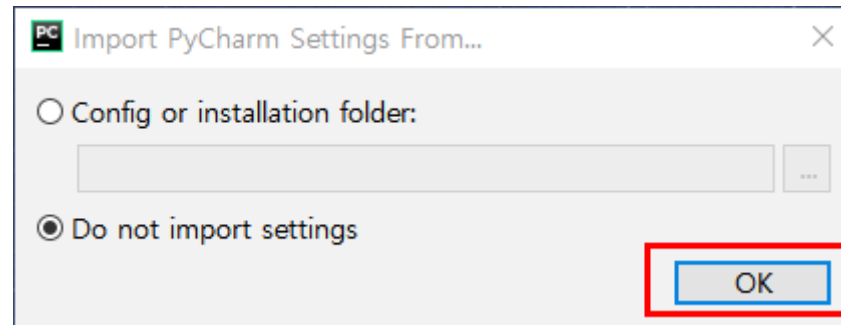 PC Import PyCharm Settings From...
Config or installation folder:
...
Do not import settings
OK